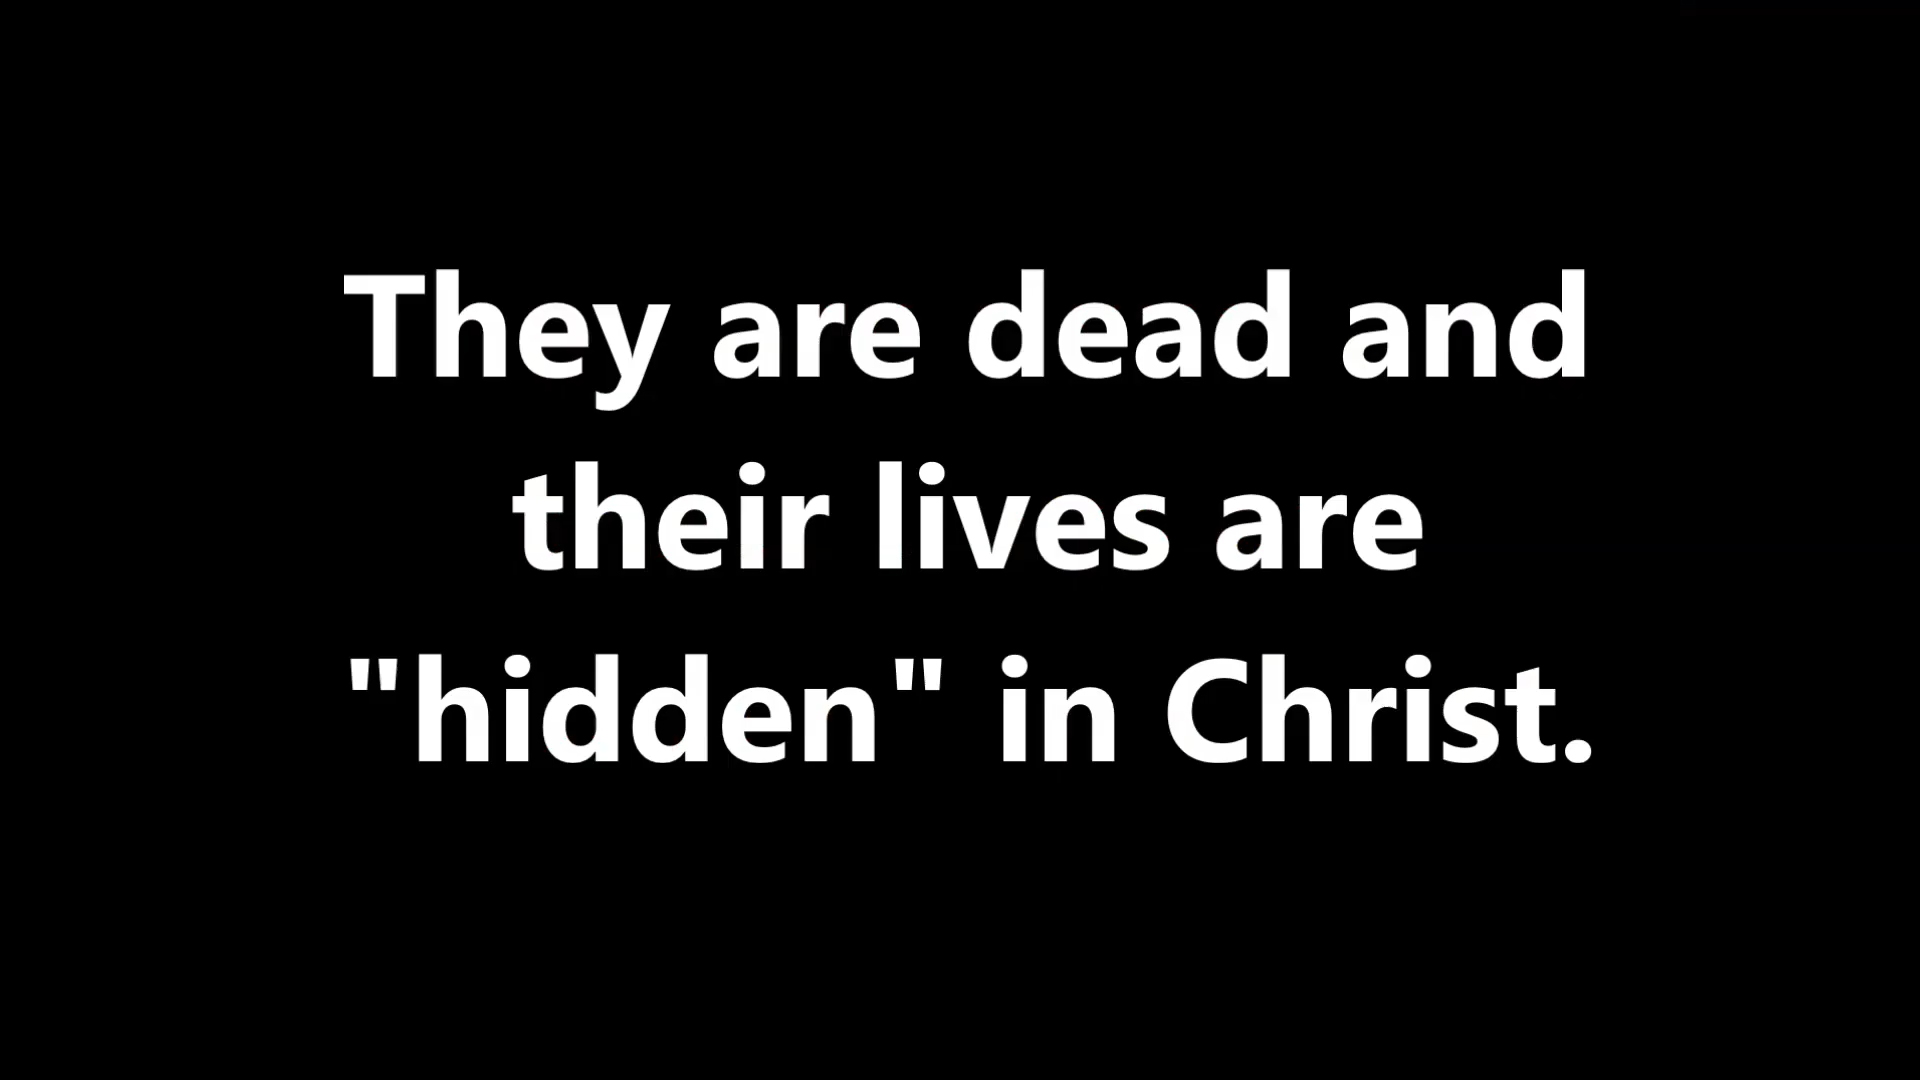 They are dead and
their lives are
"hidden" in Christ.